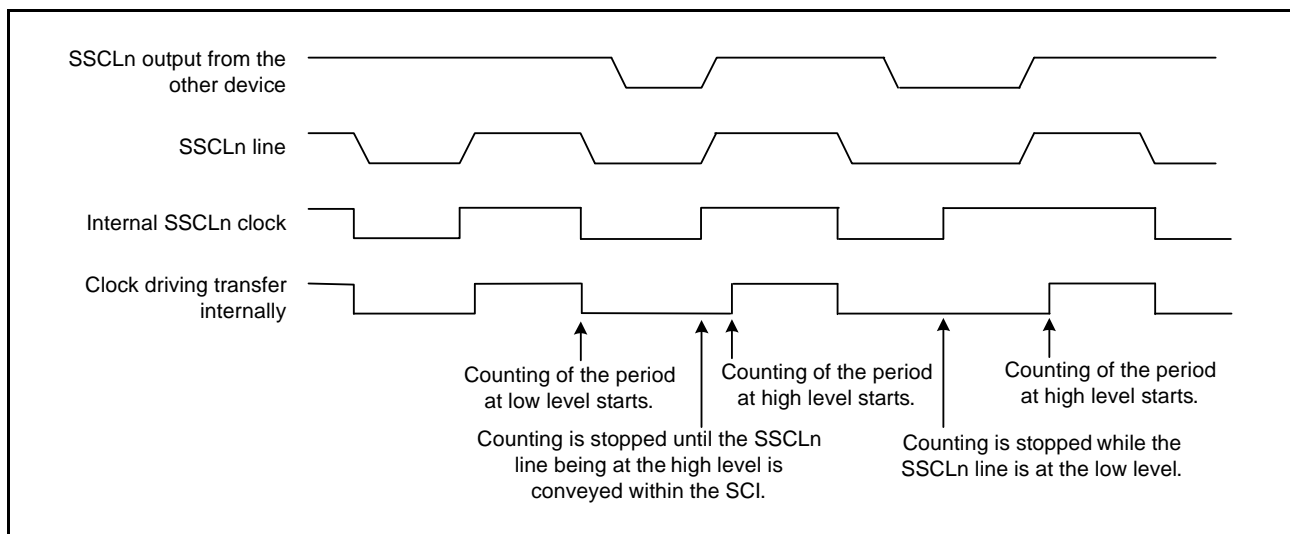 SSCLn output from the
other device
SSCLn line
Internal SSCLn clock
Clock driving transfer
internally
Counting of the period
at low level starts.
Counting of the period
at high level starts.
Counting of the period
at high level starts.
Counting is stopped until the SSCLn
line being at the high level is
conveyed within the SCI.
Counting is stopped while the
SSCLn line is at the low level.